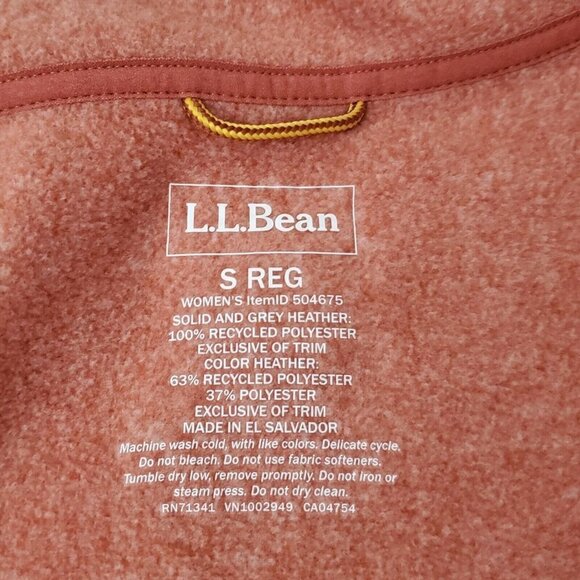 L.L.Bean
S REG
WOMEN'S ItemID 504675
SOLID AND GREY HEATHER:
100% RECYCLED POLYESTER
EXCLUSIVE OF TRIM
COLOR HEATHER:
63% RECYCLED POLYESTER
37% POLYESTER
EXCLUSIVE OF TRIM
MADE IN EL SALVADOR
Machine wash cold, with like colors. Delicate cycle.
Do not bleach. Do not use fabric softeners.
Tumble dry low, remove promptly. Do not iron or
steam press. Do not dry clean.
RN71341 VN1002949 CA04754